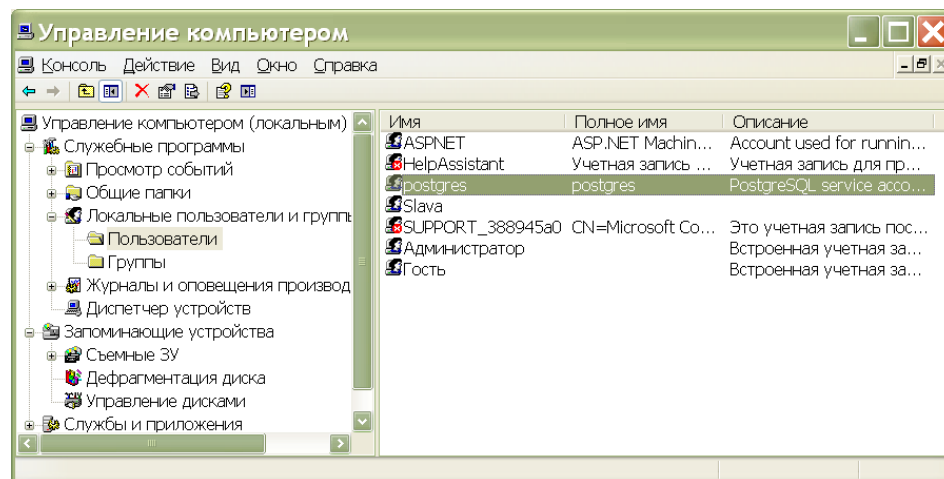 Управление компьютером
Консоль Действие Вид Окно Справка
Управление компьютером (локальным)
Служебные программы
Просмотр событий
Общие папки
Локальные пользователи и групп
Пользователи
Группы
Журналы и оповещения производ
Диспетчер устройств
Запоминающие устройства
Съемные ЗУ
Дефрагментация диска
Управление дисками
Службы и приложения
Имя Полное имя Описание
ASPNET ASP.NET Machin... Account used for runnin...
HelpAssistant Учетная запись ... Учетная запись для пр...
postgres postgres PostgreSQL service acco...
Slava
SUPPORT_388945a0 CN=Microsoft Co... Это учетная запись пос...
Администратор Встроенная учетная за...
Гость Встроенная учетная за...